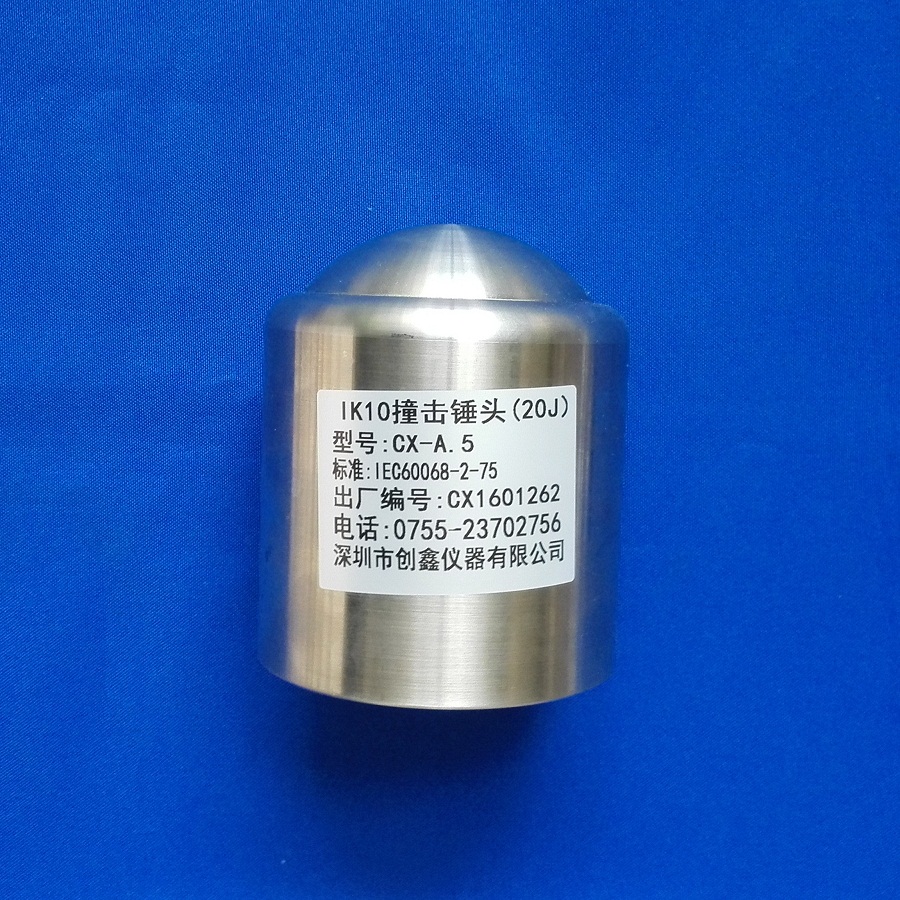 IK10撞击锤头(20J)
型号:CX-A.5
标准:IEC60068-2-75
出厂编号:CX1601262
电话:0755-23702756
深圳市创鑫仪器有限公司